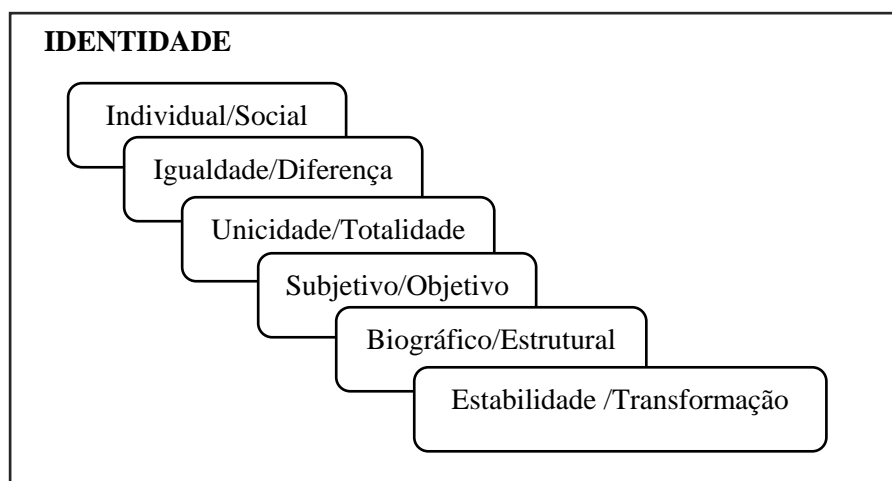 IDENTIDADE
Individual/Social
Igualdade/Diferença
Unicidade/Totalidade
Subjetivo/Objetivo
Biográfico/Estrutural
Estabilidade /Transformação